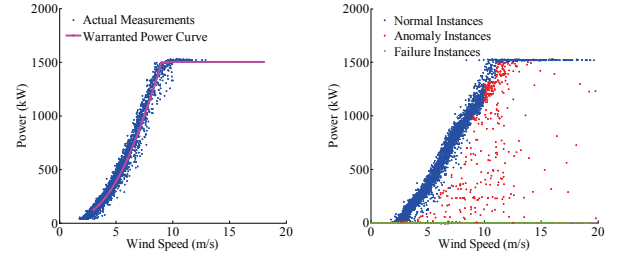 2000
Actual Measurements
Warranted Power Curve
1500
1000
500
0
Power (kW)
0
5
10
15
20
Wind Speed (m/s)
2000
Normal Instances
Anomaly Instances
Failure Instances
1500
1000
500
0
Power (kW)
0
5
10
15
20
Wind Speed (m/s)